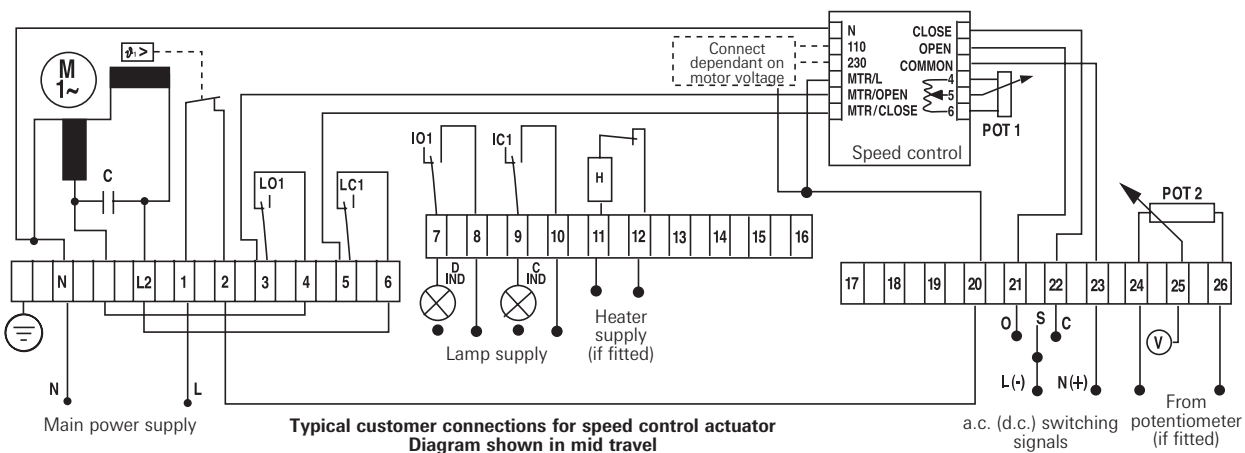 N
110
230
MTR/L
MTR/OPEN
MTR/CLOSE
CLOSE
OPEN
COMMON
4
5
6
Speed control
POT 1
Connect
dependant on
motor voltage
M
1~
ϑ >
C
LO1
LC1
IO1
IC1
H
POT 2
N
L2
1
2
3
4
5
6
7
8
9
10
11
12
13
14
15
16
17
18
19
20
21
22
23
24
25
26
D
IND
C
IND
Lamp supply
Heater
supply
(if fitted)
O
S
C
V
L (-)
N (+)
a.c. (d.c.) switching
signals
From
potentiometer
(if fitted)
N
L
Main power supply
Typical customer connections for speed control actuator
Diagram shown in mid travel